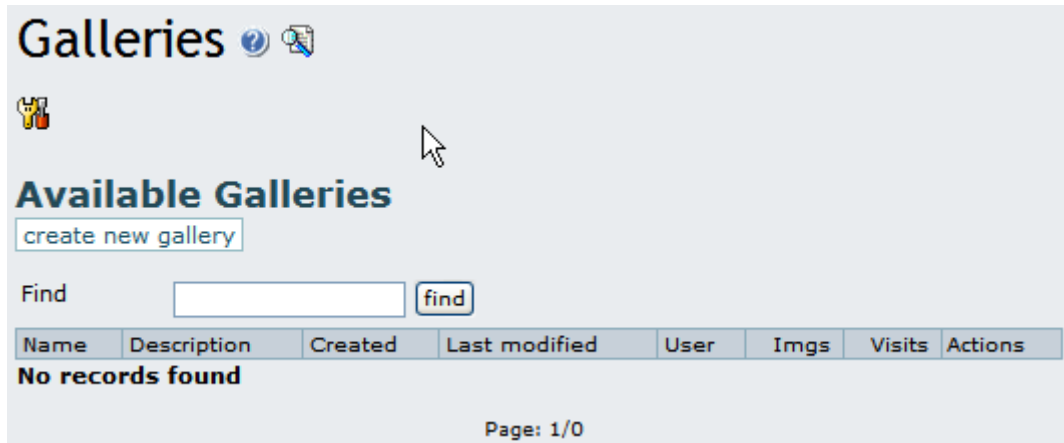 Galleries
Available Galleries
create new gallery
Find find
Name Description Created Last modified User Imgs Visits Actions
No records found
Page: 1/0